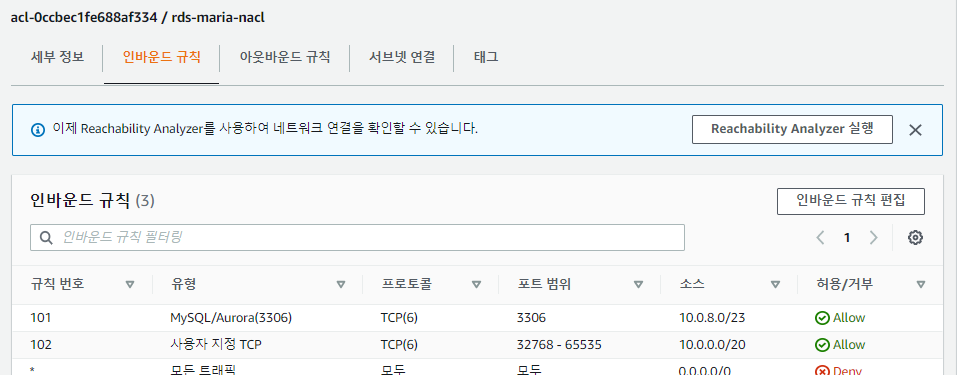 acl-0ccbec1fe688af334 / rds-maria-nacl
세부 정보 인바운드 규칙 아웃바운드 규칙 서브넷 연결 태그
이제 Reachability Analyzer를 사용하여 네트워크 연결을 확인할 수 있습니다. Reachability Analyzer 실행
인바운드 규칙 (3) 인바운드 규칙 편집
인바운드 규칙 필터링 1
규칙 번호 유형 프로토콜 포트 범위 소스 허용/거부
101 MySQL/Aurora(3306) TCP(6) 3306 10.0.8.0/23 Allow
102 사용자 지정 TCP TCP(6) 32768 - 65535 10.0.0.0/20 Allow
* 모든 트래픽 모두 모두 0.0.0.0/0 Deny